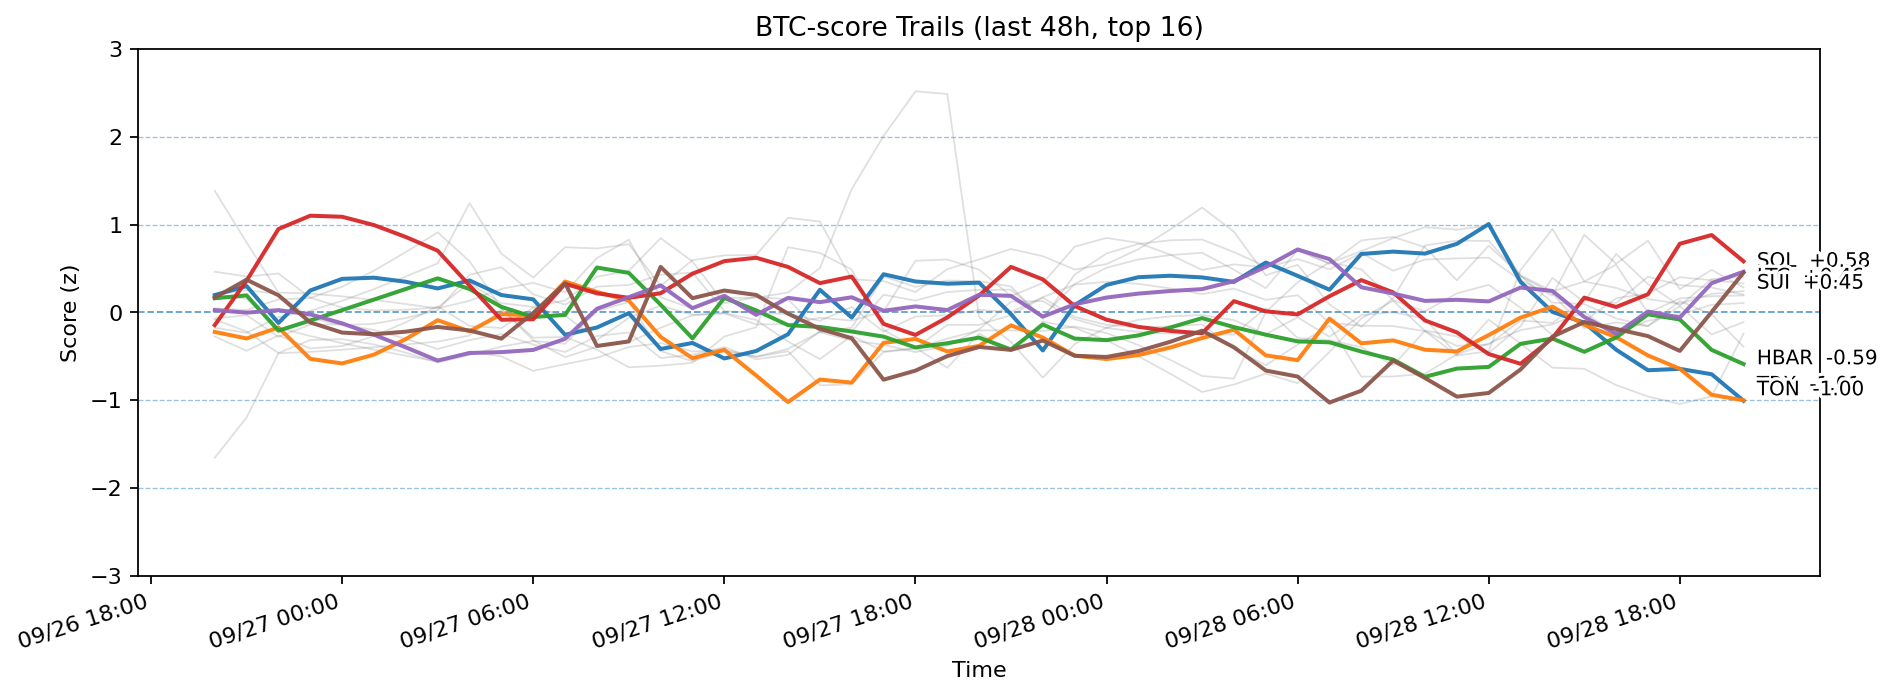 BTC-score Trails (last 48h, top 16)
Score (z)
3
2
1
0
−1
−2
−3
SOL +0.58
SUI +0.45
HBAR -0.59
TON -1.00
09/26 18:00
09/27 00:00
09/27 06:00
09/27 12:00
09/27 18:00
09/28 00:00
09/28 06:00
09/28 12:00
09/28 18:00
Time